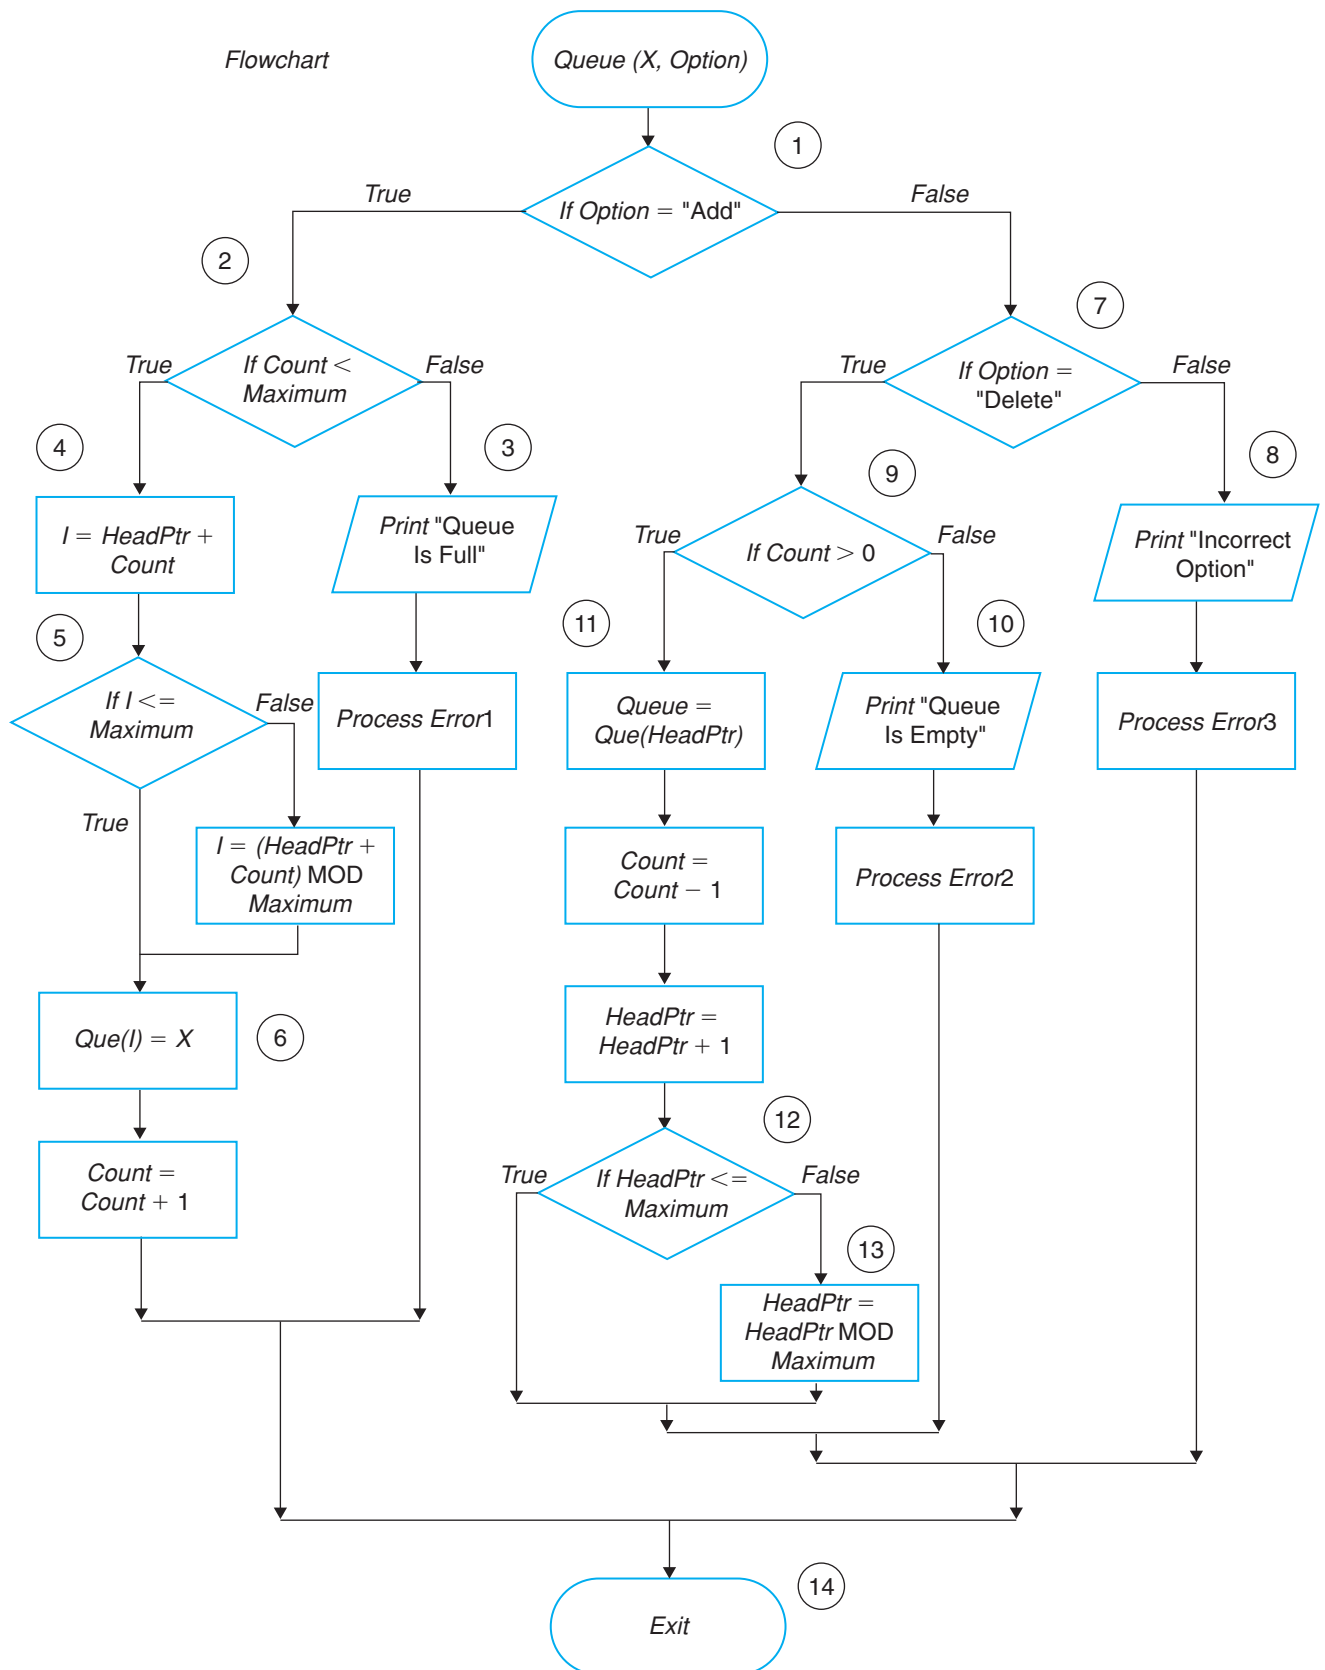 Flowchart
Queue (X, Option)
1
True
False
If Option = "Add"
2
7
True
If Count <
Maximum
False
True
If Option =
"Delete"
False
4
3
9
8
I = HeadPtr +
Count
Print "Queue
Is Full"
True
If Count > 0
False
Print "Incorrect
Option"
5
11
10
If I <=
Maximum
False
Process Error1
Queue =
Que(HeadPtr)
Print "Queue
Is Empty"
Process Error3
True
I = (HeadPtr +
Count) MOD
Maximum
Count =
Count − 1
Process Error2
Que(I) = X
6
HeadPtr =
HeadPtr + 1
12
Count =
Count + 1
True
If HeadPtr <=
Maximum
False
13
HeadPtr =
HeadPtr MOD
Maximum
14
Exit